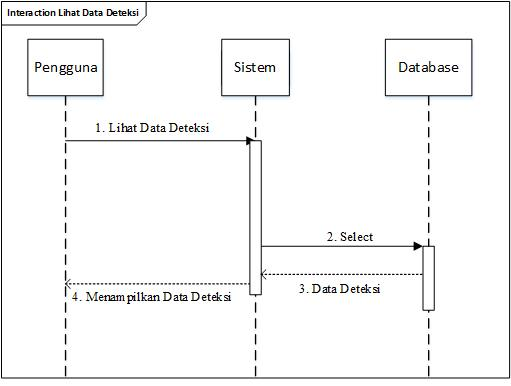 Interaction Lihat Data Deteksi
Pengguna
Sistem
Database
1. Lihat Data Deteksi
2. Select
3. Data Deteksi
4. Menampilkan Data Deteksi